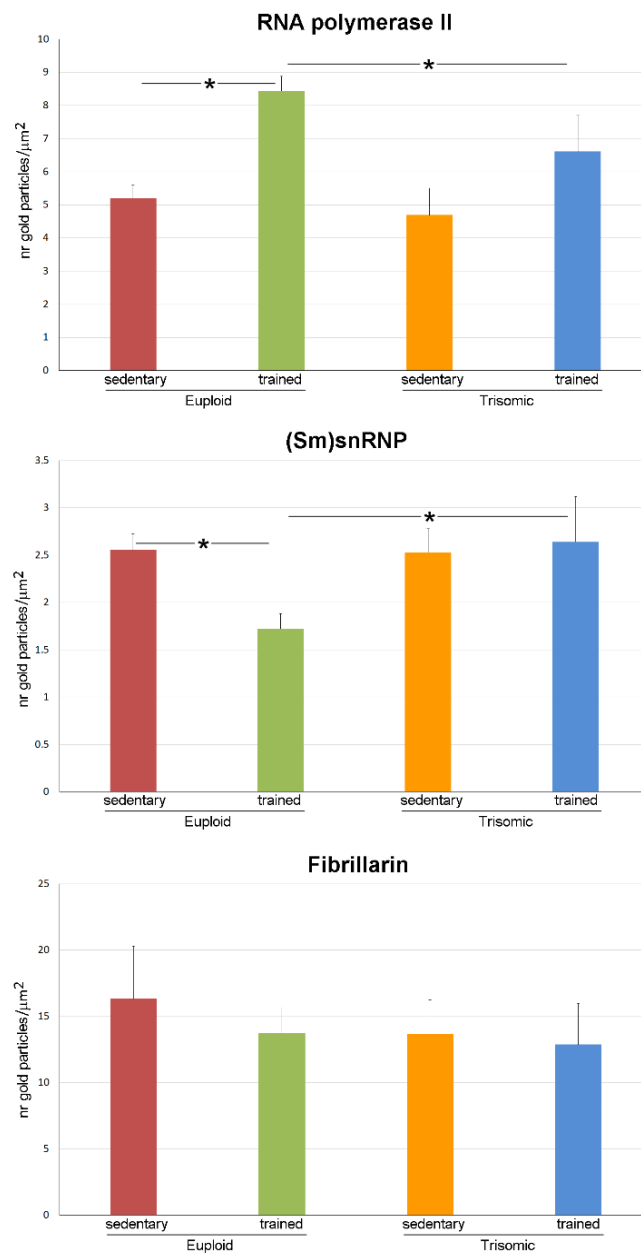 RNA polymerase II
10
9
8
7
6
5
4
3
2
1
0
nr gold particles/μm²
*
*
sedentary trained sedentary trained
Euploid Trisomic
(Sm)snRNP
3.5
3
2.5
2
1.5
1
0.5
0
nr gold particles/μm²
*
*
sedentary trained sedentary trained
Euploid Trisomic
Fibrillarin
25
20
15
10
5
0
nr gold particles/μm²
sedentary trained sedentary trained
Euploid Trisomic